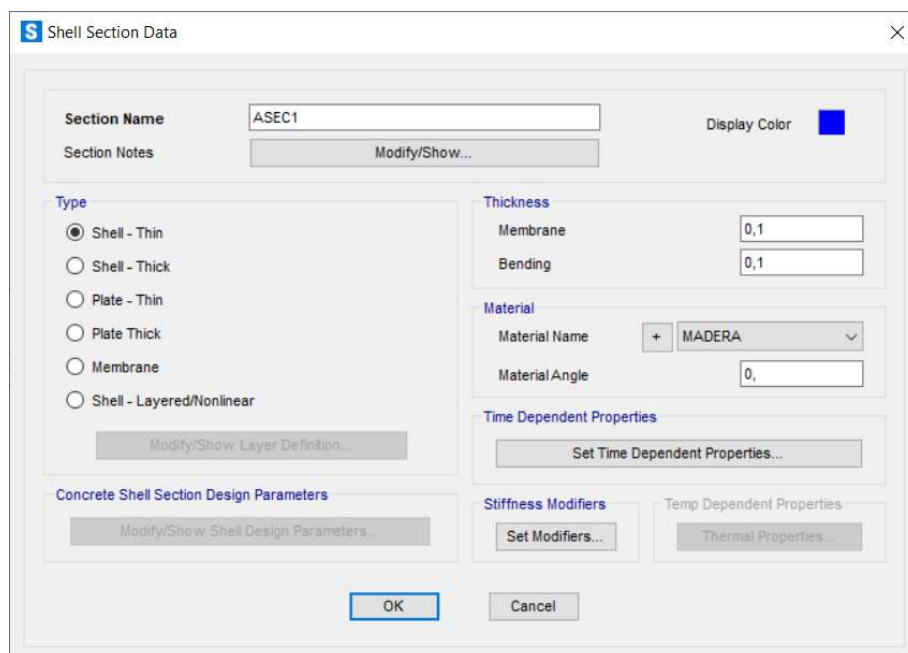 S Shell Section Data
Section Name ASEC1 Display Color
Section Notes Modify/Show...
Type
Shell - Thin
Shell - Thick
Plate - Thin
Plate Thick
Membrane
Shell - Layered/Nonlinear
Modify/Show Layer Definition...
Concrete Shell Section Design Parameters
Modify/Show Shell Design Parameters...
Thickness
Membrane 0,1
Bending 0,1
Material
Material Name + MADERA
Material Angle 0,
Time Dependent Properties
Set Time Dependent Properties...
Stiffness Modifiers
Set Modifiers...
Temp Dependent Properties
Thermal Properties...
OK Cancel